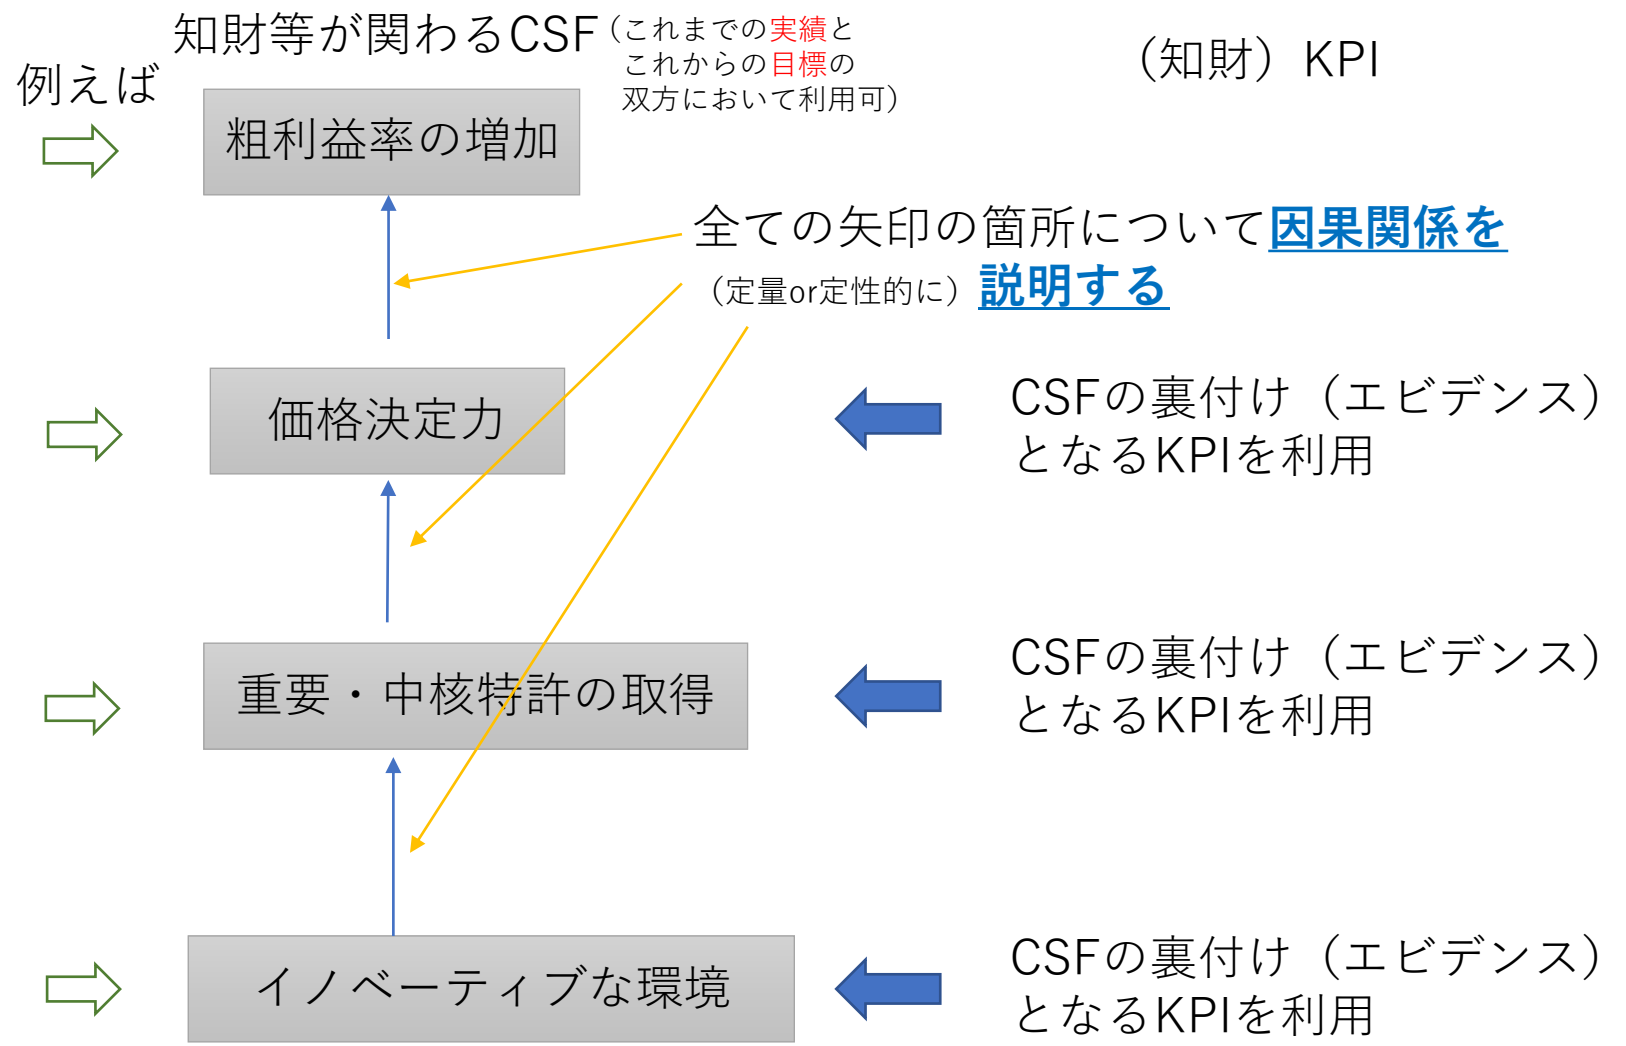 知財等が関わるCSF（これまでの実績と
これからの目標の
双方において利用可）
（知財）KPI
例えば
粗利益率の増加
全ての矢印の箇所について因果関係を
（定量or定性的に）説明する
価格決定力
CSFの裏付け（エビデンス）
となるKPIを利用
重要・中核特許の取得
CSFの裏付け（エビデンス）
となるKPIを利用
イノベーティブな環境
CSFの裏付け（エビデンス）
となるKPIを利用